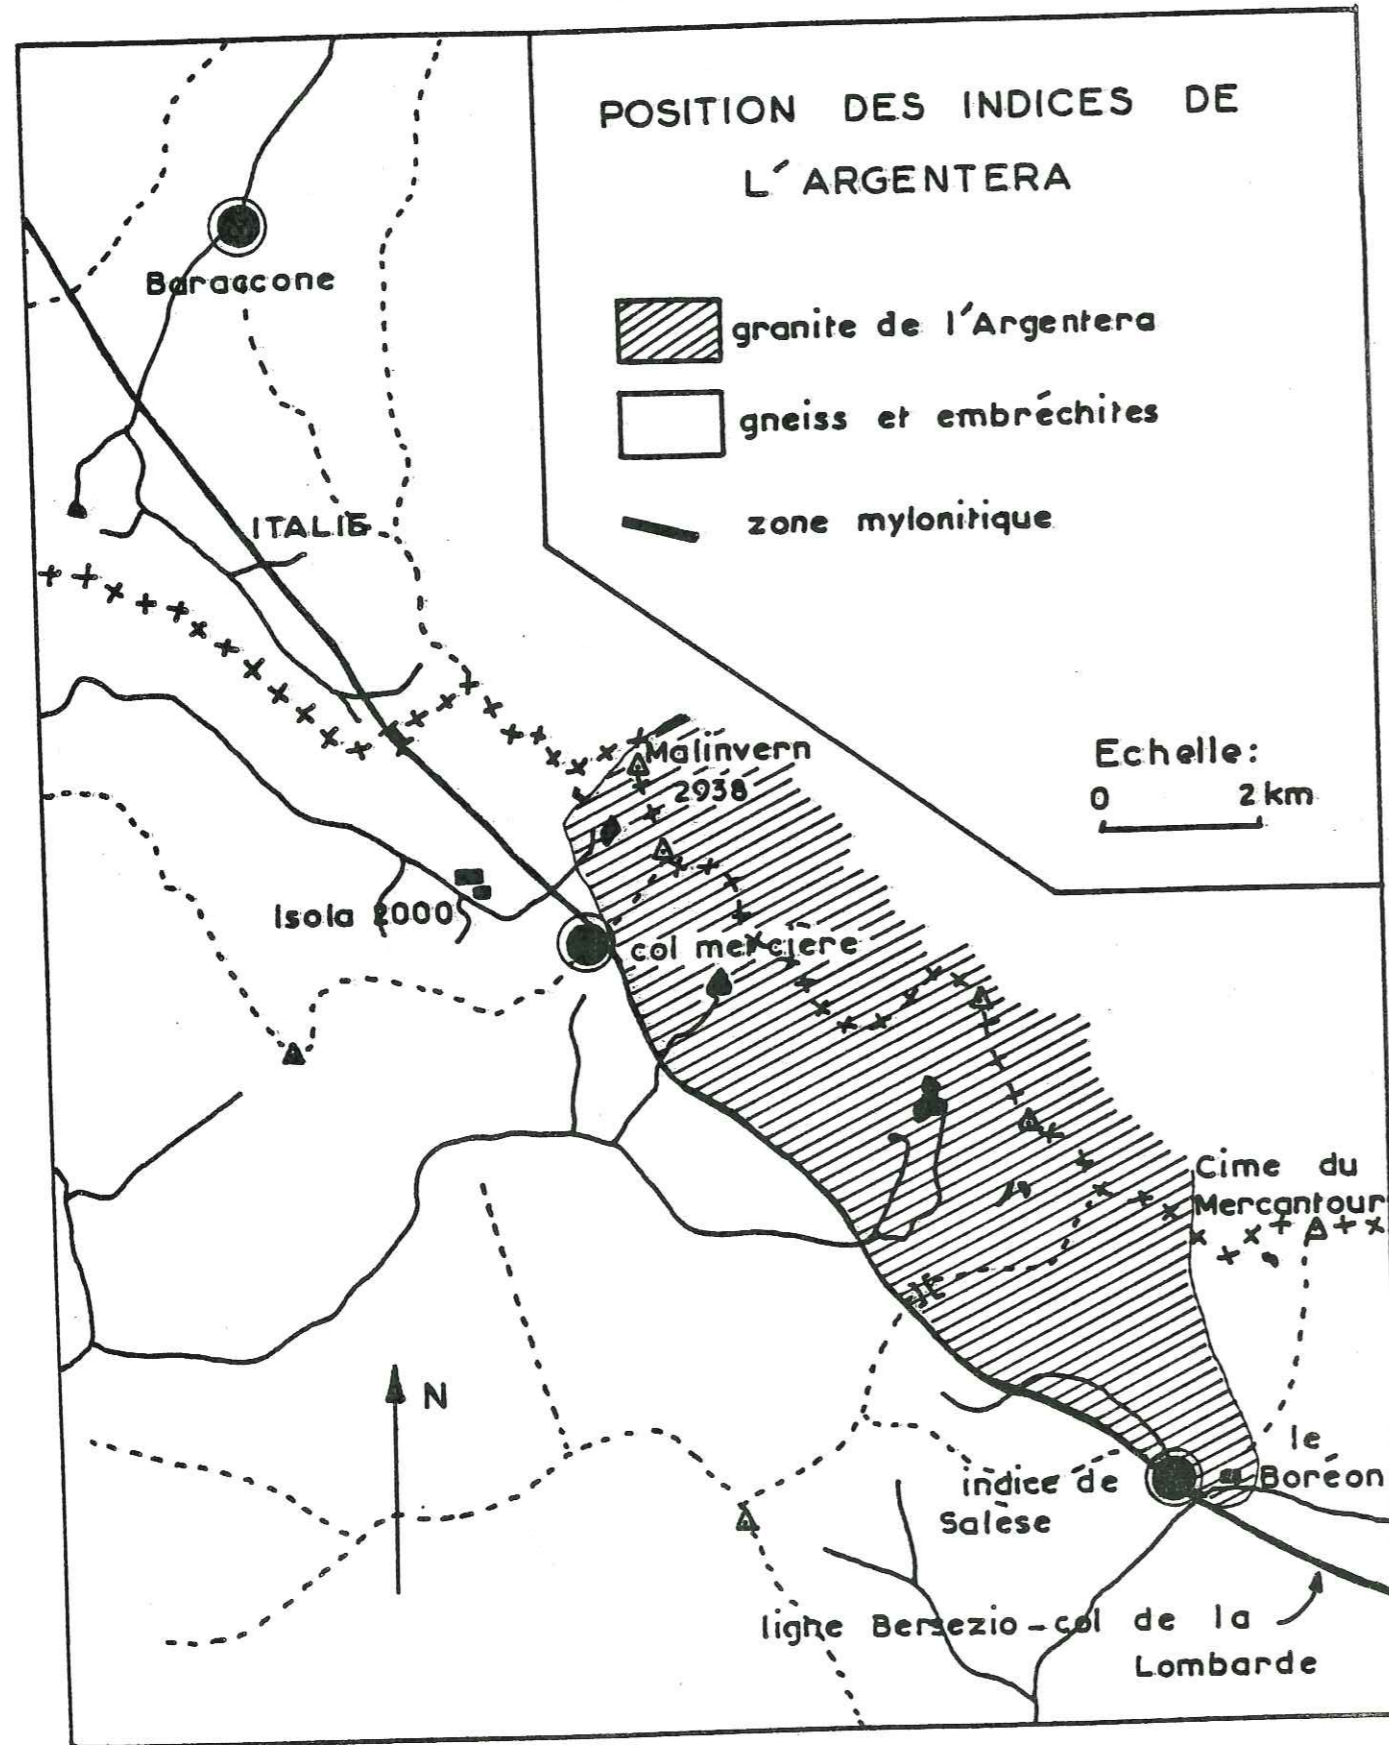 POSITION DES INDICES DE
L'ARGENTERA
granite de l'Argentera
gneiss et embréchites
zone mylonitique
Echelle:
0 2 km
Baraccone
ITALIE
Malinvern
2938
Isola 2000
col mercière
Cime du
Mercantour
N
le
Boréon
indice de
Salèse
ligne Bersezio-col de la
Lombarde